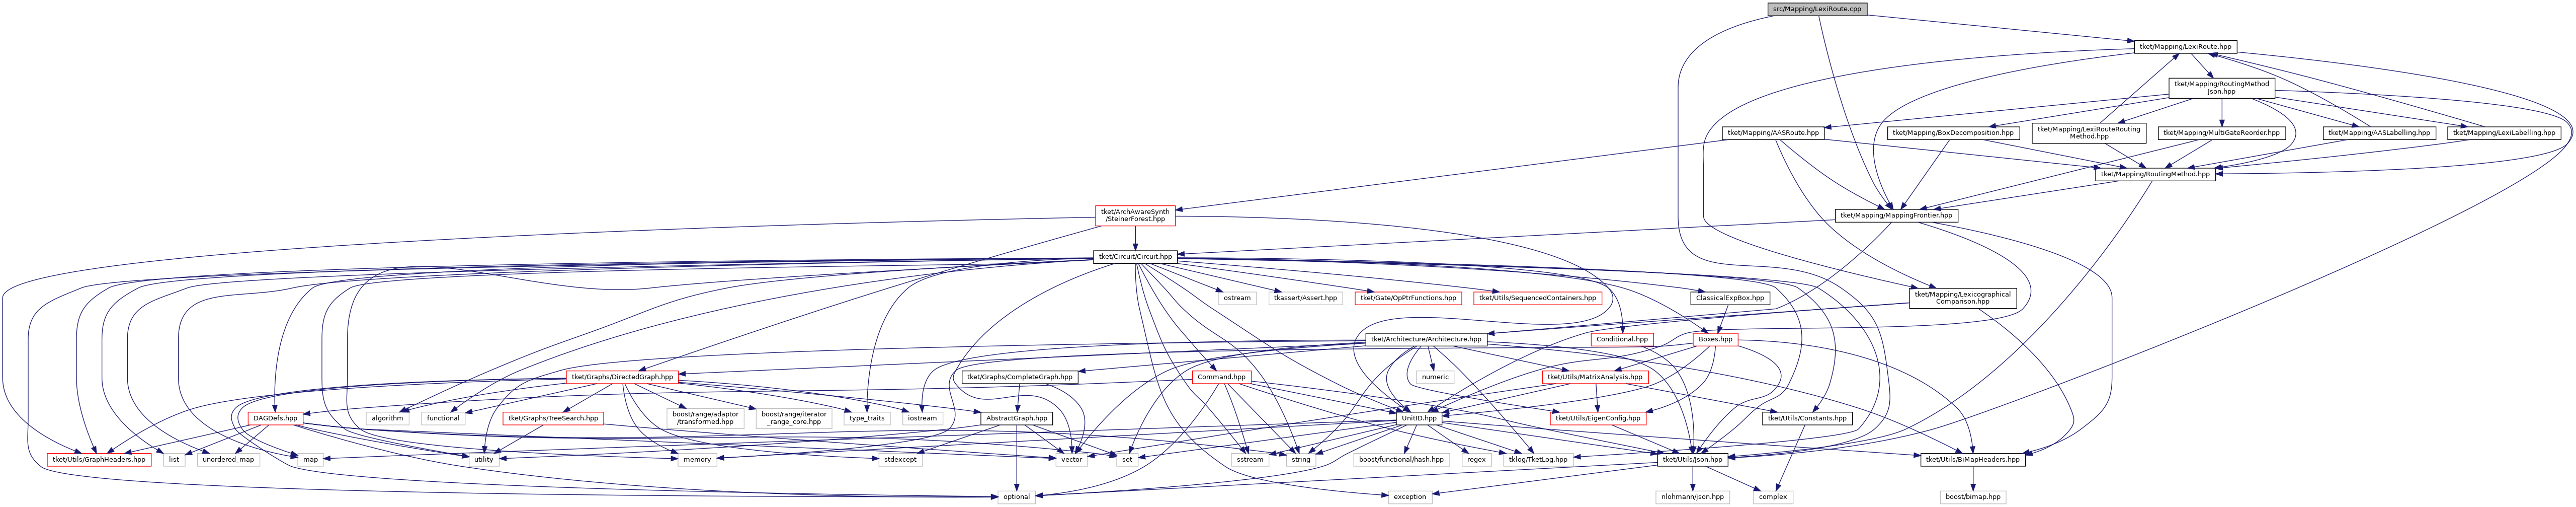 src/Mapping/LexiRoute.cpp
tket/Mapping/LexiRoute.hpp
tket/Mapping/RoutingMethod
Json.hpp
tket/Mapping/AASRoute.hpp
tket/Mapping/BoxDecomposition.hpp
tket/Mapping/LexiRouteRouting
Method.hpp
tket/Mapping/MultiGateReorder.hpp
tket/Mapping/AASLabelling.hpp
tket/Mapping/LexiLabelling.hpp
tket/Mapping/RoutingMethod.hpp
tket/ArchAwareSynth
/SteinerForest.hpp
tket/Mapping/MappingFrontier.hpp
tket/Circuit/Circuit.hpp
ostream
tkassert/Assert.hpp
tket/Gate/OpPtrFunctions.hpp
tket/Utils/SequencedContainers.hpp
ClassicalExpBox.hpp
tket/Mapping/Lexicographical
Comparison.hpp
tket/Architecture/Architecture.hpp
Conditional.hpp
Boxes.hpp
tket/Graphs/DirectedGraph.hpp
tket/Graphs/CompleteGraph.hpp
Command.hpp
numeric
tket/Utils/MatrixAnalysis.hpp
DAGDefs.hpp
algorithm
functional
tket/Graphs/TreeSearch.hpp
boost/range/adaptor
/transformed.hpp
boost/range/iterator
_range_core.hpp
type_traits
iostream
AbstractGraph.hpp
UnitID.hpp
tket/Utils/EigenConfig.hpp
tket/Utils/Constants.hpp
tket/Utils/GraphHeaders.hpp
list
unordered_map
map
utility
memory
stdexcept
vector
set
sstream
string
boost/functional/hash.hpp
regex
tklog/TketLog.hpp
tket/Utils/Json.hpp
tket/Utils/BiMapHeaders.hpp
optional
exception
nlohmann/json.hpp
complex
boost/bimap.hpp